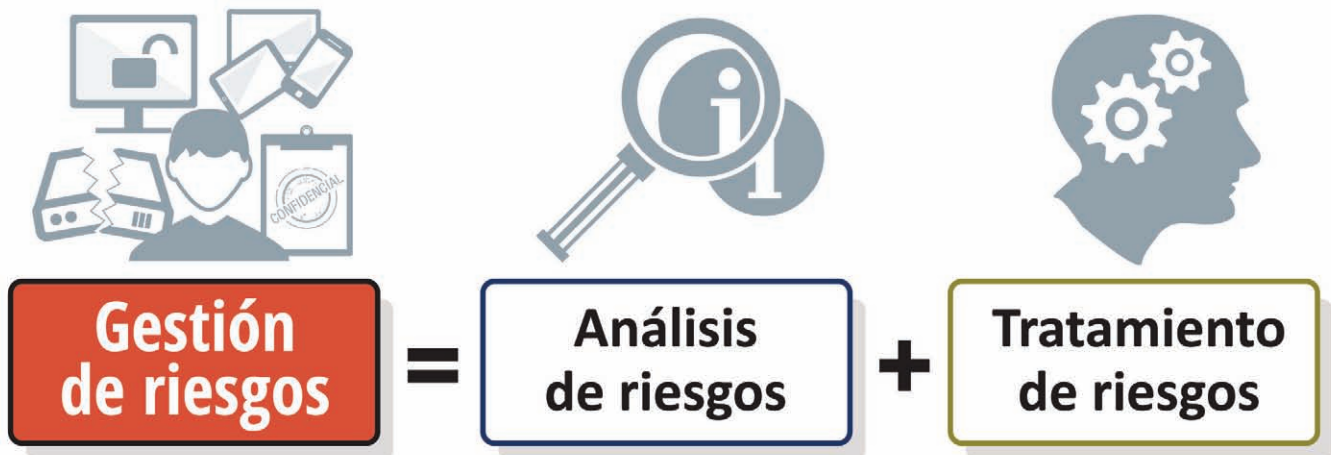 CONFIDENCIAL
i
i
Gestión
de riesgos
=
Análisis
de riesgos
+
Tratamiento
de riesgos